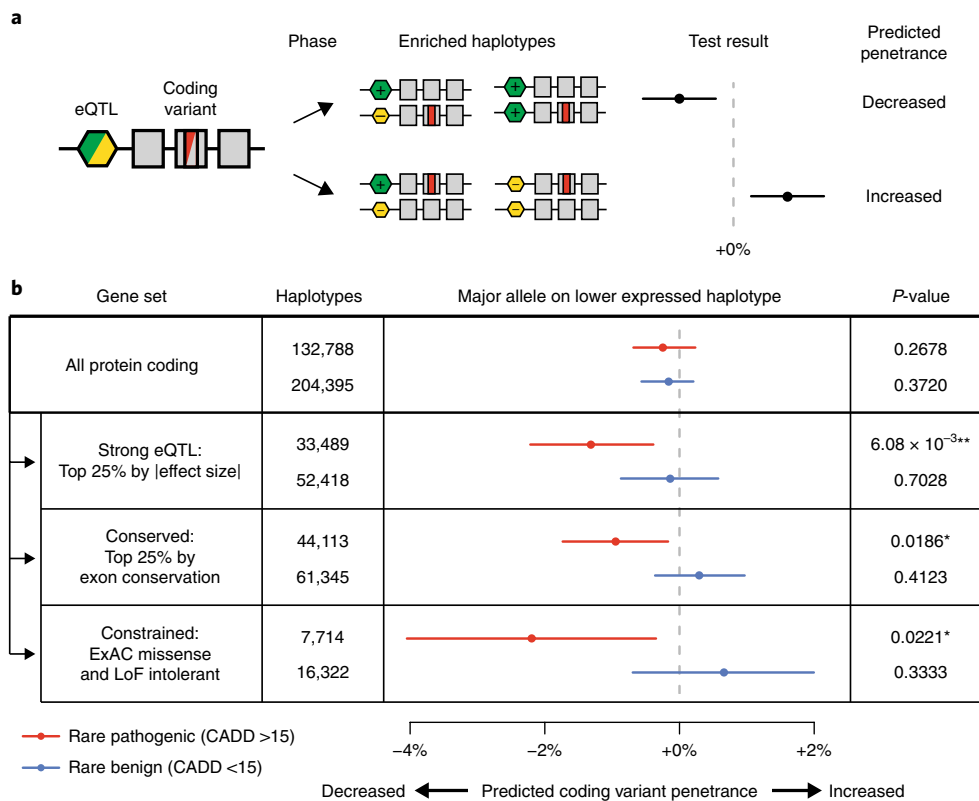 a
Phase
Enriched haplotypes
Test result
Predicted
penetrance
eQTL
Coding
variant
+
+
−
+
Decreased
+
−
−
−
Increased
+0%
b
Gene set
Haplotypes
Major allele on lower expressed haplotype
P-value
All protein coding
132,788
0.2678
204,395
0.3720
Strong eQTL:
Top 25% by |effect size|
33,489
6.08 × 10⁻³**
52,418
0.7028
Conserved:
Top 25% by
exon conservation
44,113
0.0186*
61,345
0.4123
Constrained:
ExAC missense
and LoF intolerant
7,714
0.0221*
16,322
0.3333
Rare pathogenic (CADD >15)
Rare benign (CADD <15)
−4%
−2%
+0%
+2%
Decreased
Predicted coding variant penetrance
Increased